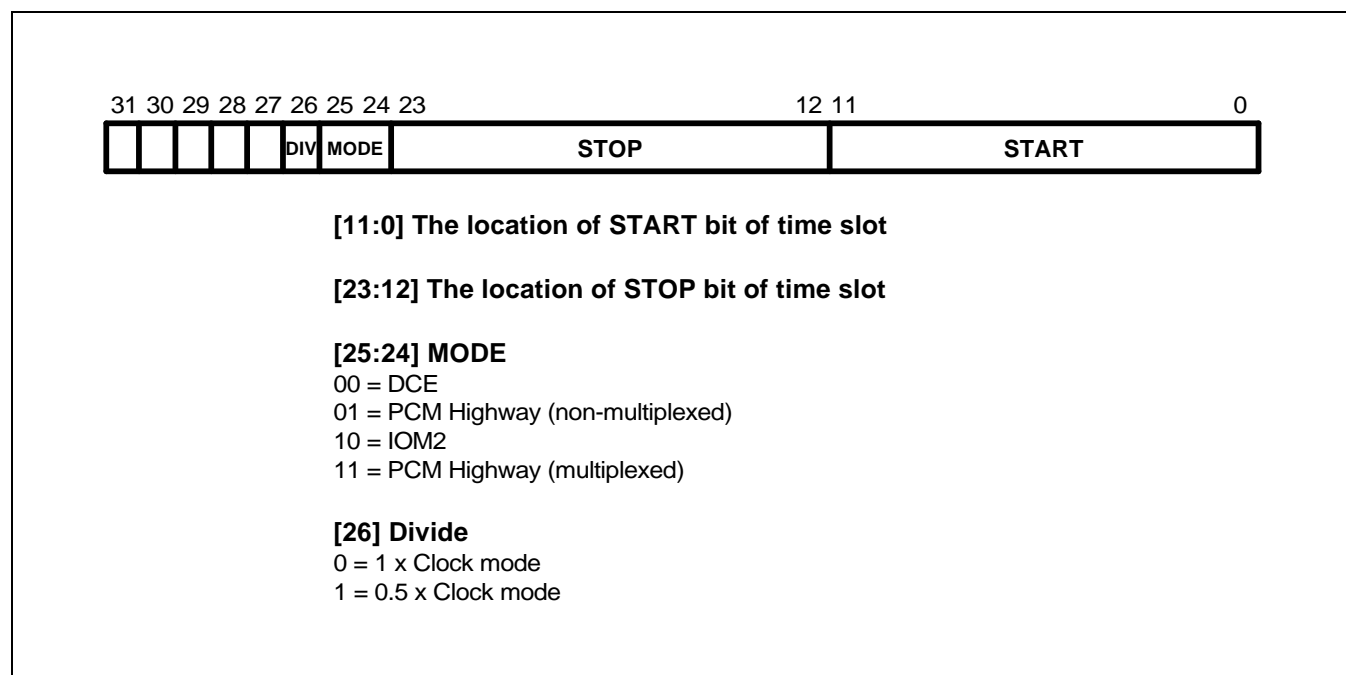 31 30 29 28 27 26 25 24 23 12 11 0
DIV MODE STOP START
[11:0] The location of START bit of time slot
[23:12] The location of STOP bit of time slot
[25:24] MODE
00 = DCE
01 = PCM Highway (non-multiplexed)
10 = IOM2
11 = PCM Highway (multiplexed)
[26] Divide
0 = 1 x Clock mode
1 = 0.5 x Clock mode